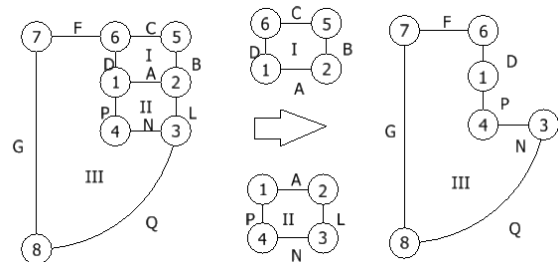 7 F 6 C 5
D I B
1 A 2
P II L
4 N 3
G
III
Q
8
6 C 5
D I B
1 2
A
1 A 2
P II L
4 3
N
7 F 6
D
1
P
4 3
N
G
III
Q
8